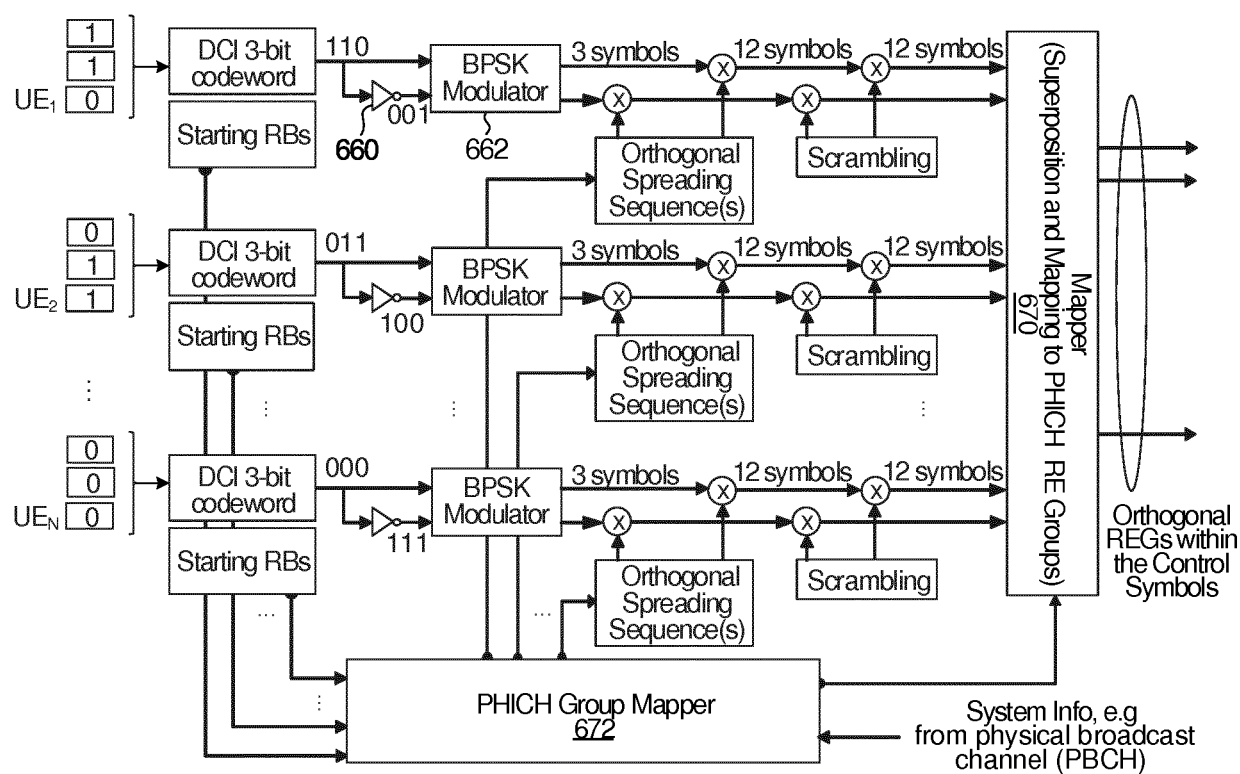 1
1
UE1 0
DCI 3-bit
codeword
Starting RBs
110
001
660
BPSK
Modulator
662
3 symbols
12 symbols
12 symbols
X
X
X
X
Orthogonal
Spreading
Sequence(s)
Scrambling
0
1
UE2 1
DCI 3-bit
codeword
Starting RBs
011
100
BPSK
Modulator
3 symbols
12 symbols
12 symbols
X
X
X
X
Orthogonal
Spreading
Sequence(s)
Scrambling
⋮
...
...
...
0
0
UEN 0
DCI 3-bit
codeword
Starting RBs
000
111
BPSK
Modulator
3 symbols
12 symbols
12 symbols
X
X
X
X
Orthogonal
Spreading
Sequence(s)
Scrambling
...
...
...
Mapper
670
(Superposition and Mapping to PHICH RE Groups)
Orthogonal
REGs within
the Control
Symbols
PHICH Group Mapper
672
System Info, e.g
from physical broadcast
channel (PBCH)